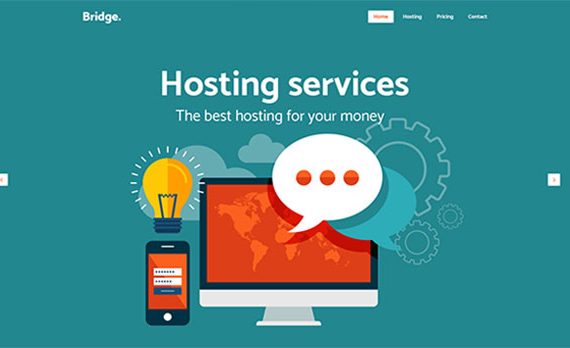 Bridge.
Home Hosting Pricing Contact
Hosting services
The best hosting for your money